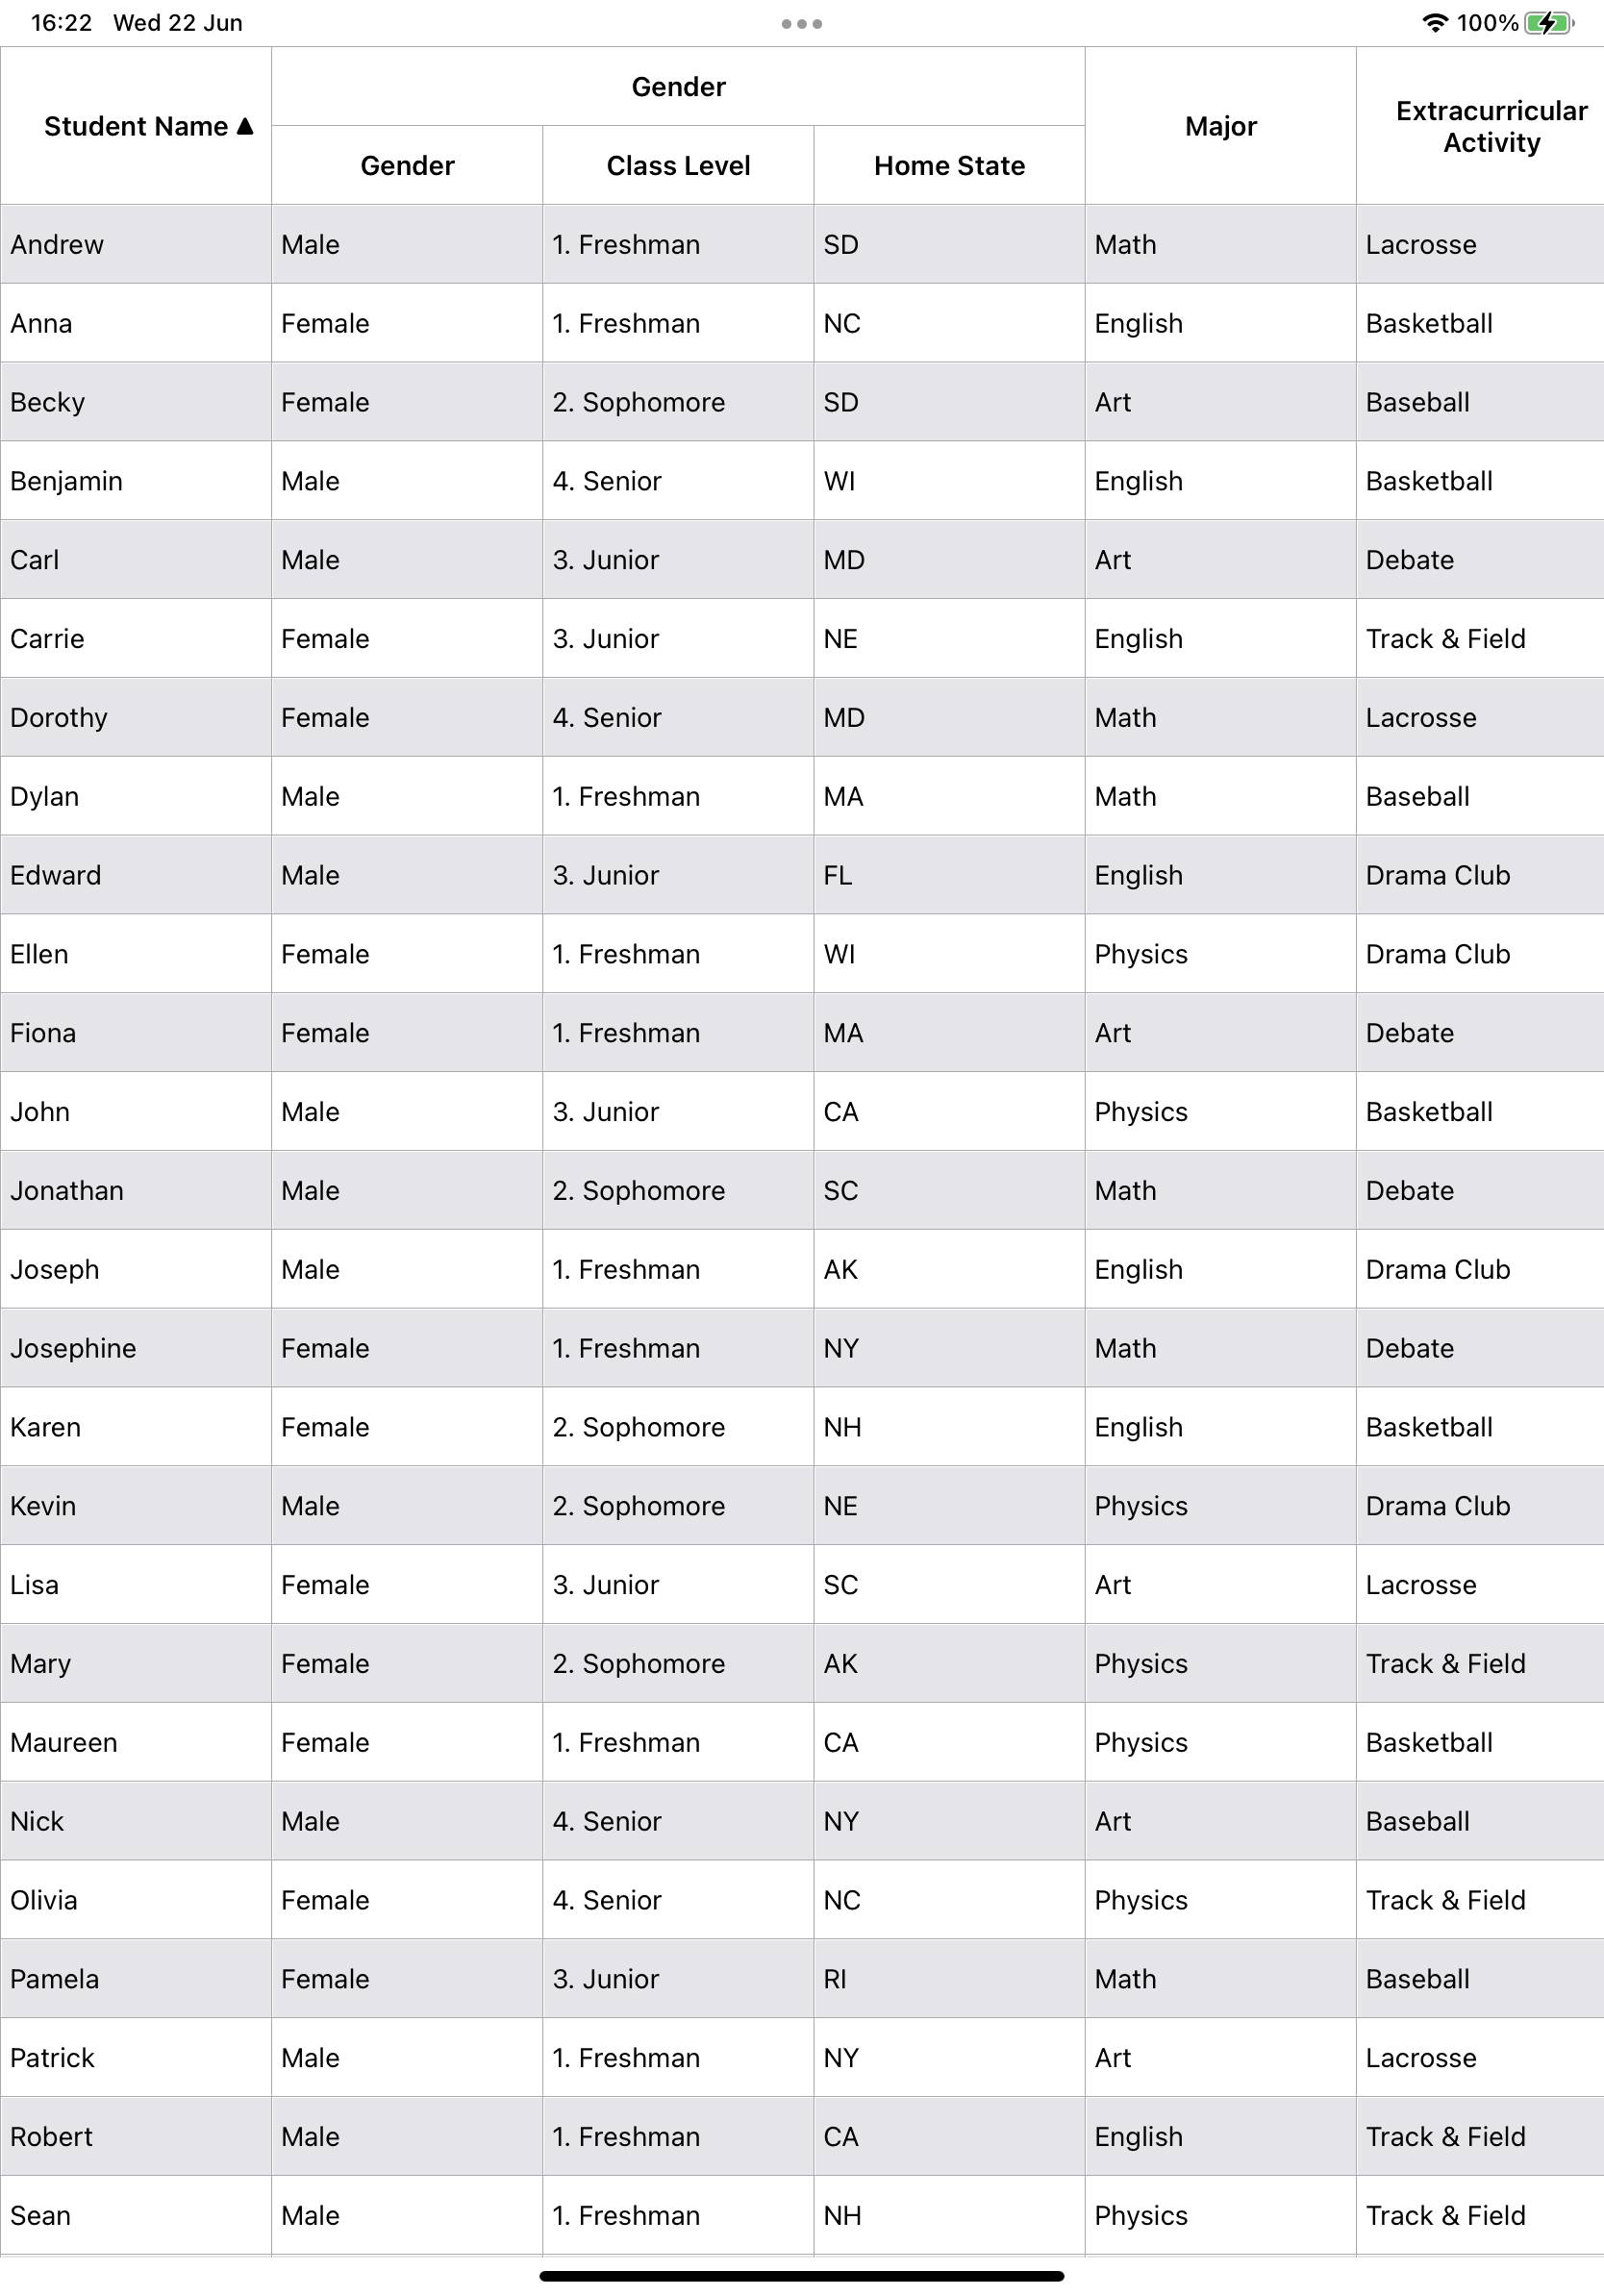 16:22 Wed 22 Jun 100%
Gender
Student Name ▲ Major Extracurricular Activity
Gender Class Level Home State
Andrew Male 1. Freshman SD Math Lacrosse
Anna Female 1. Freshman NC English Basketball
Becky Female 2. Sophomore SD Art Baseball
Benjamin Male 4. Senior WI English Basketball
Carl Male 3. Junior MD Art Debate
Carrie Female 3. Junior NE English Track & Field
Dorothy Female 4. Senior MD Math Lacrosse
Dylan Male 1. Freshman MA Math Baseball
Edward Male 3. Junior FL English Drama Club
Ellen Female 1. Freshman WI Physics Drama Club
Fiona Female 1. Freshman MA Art Debate
John Male 3. Junior CA Physics Basketball
Jonathan Male 2. Sophomore SC Math Debate
Joseph Male 1. Freshman AK English Drama Club
Josephine Female 1. Freshman NY Math Debate
Karen Female 2. Sophomore NH English Basketball
Kevin Male 2. Sophomore NE Physics Drama Club
Lisa Female 3. Junior SC Art Lacrosse
Mary Female 2. Sophomore AK Physics Track & Field
Maureen Female 1. Freshman CA Physics Basketball
Nick Male 4. Senior NY Art Baseball
Olivia Female 4. Senior NC Physics Track & Field
Pamela Female 3. Junior RI Math Baseball
Patrick Male 1. Freshman NY Art Lacrosse
Robert Male 1. Freshman CA English Track & Field
Sean Male 1. Freshman NH Physics Track & Field